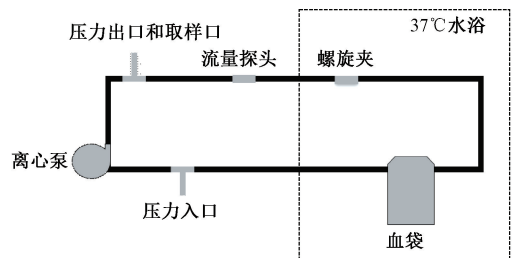 37℃水浴
压力出口和取样口
流量探头
螺旋夹
离心泵
压力入口
血袋